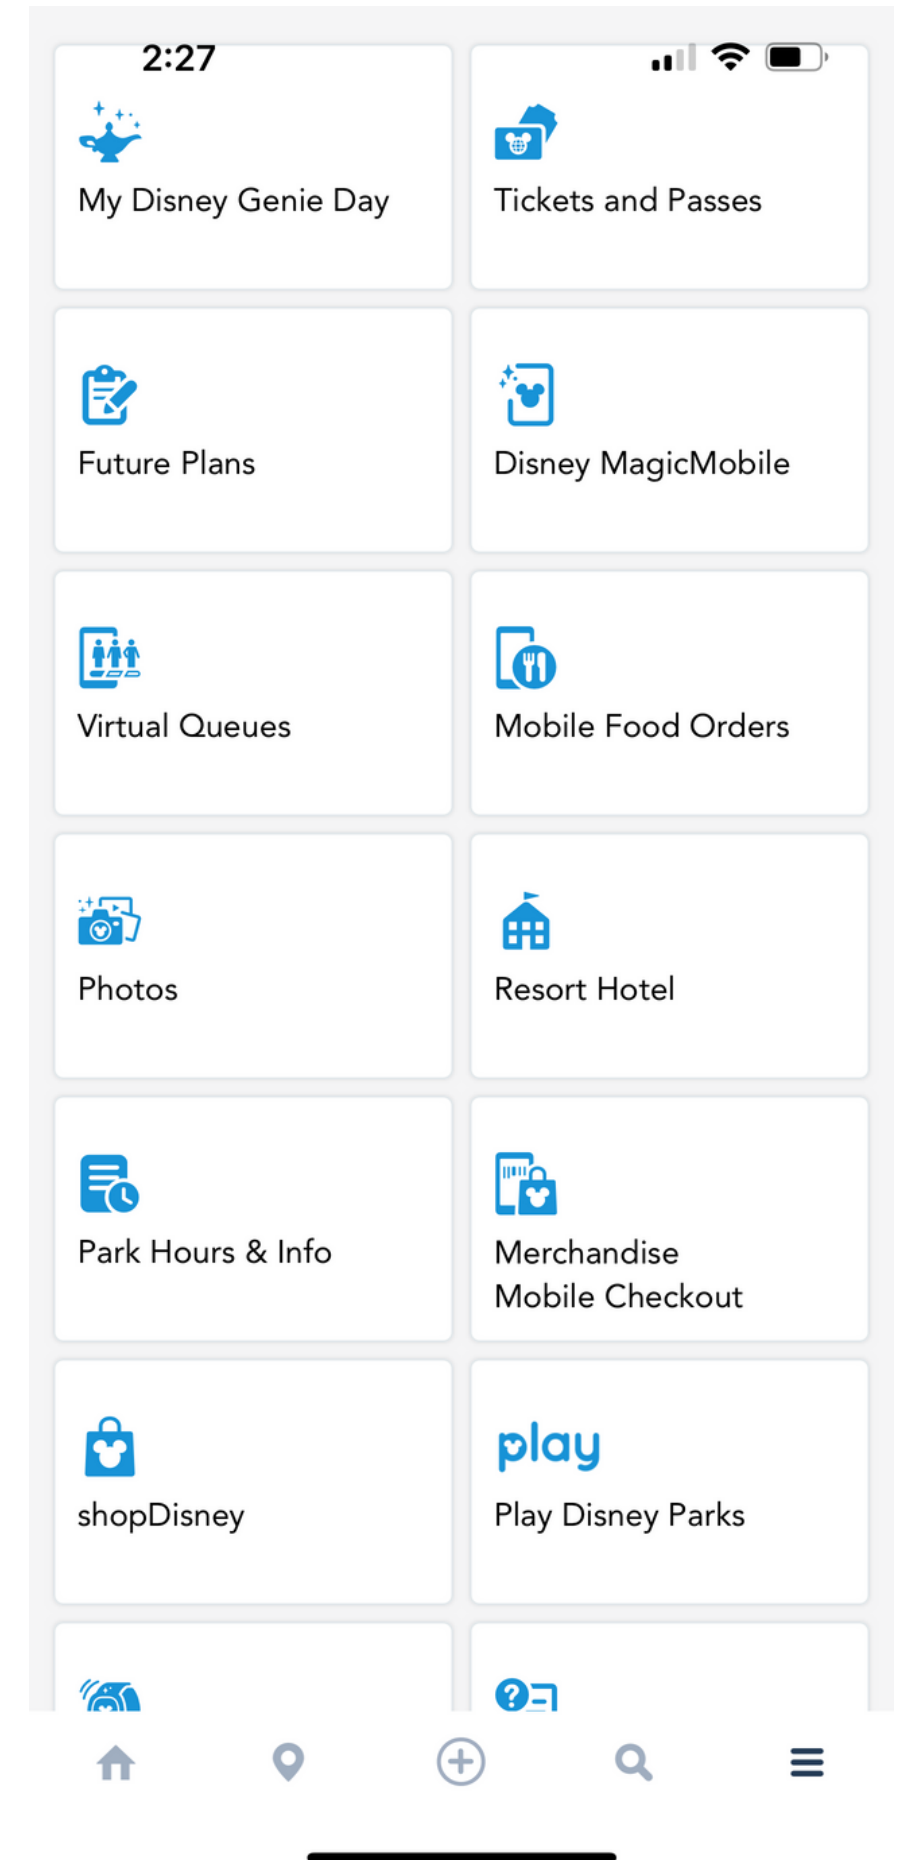 2:27
My Disney Genie Day
Tickets and Passes
Future Plans
Disney MagicMobile
Virtual Queues
Mobile Food Orders
Photos
Resort Hotel
Park Hours & Info
Merchandise
Mobile Checkout
shopDisney
play
Play Disney Parks
?